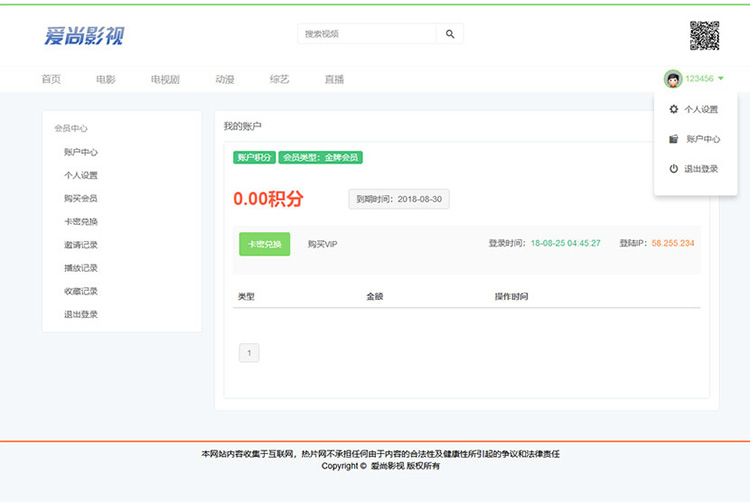 爱尚影视
搜索视频
首页 电影 电视剧 动漫 综艺 直播
123456
个人设置
账户中心
退出登录
会员中心
账户中心
个人设置
购买会员
卡密兑换
邀请记录
播放记录
收藏记录
退出登录
我的账户
账户积分 会员类型：金牌会员
0.00积分 到期时间：2018-08-30
卡密兑换 购买VIP 登录时间：18-08-25 04:45:27 登陆IP：58.255.234
类型 金额 操作时间
1
本网站内容收集于互联网，热片网不承担任何由于内容的合法性及健康性所引起的争议和法律责任
Copyright © 爱尚影视 版权所有